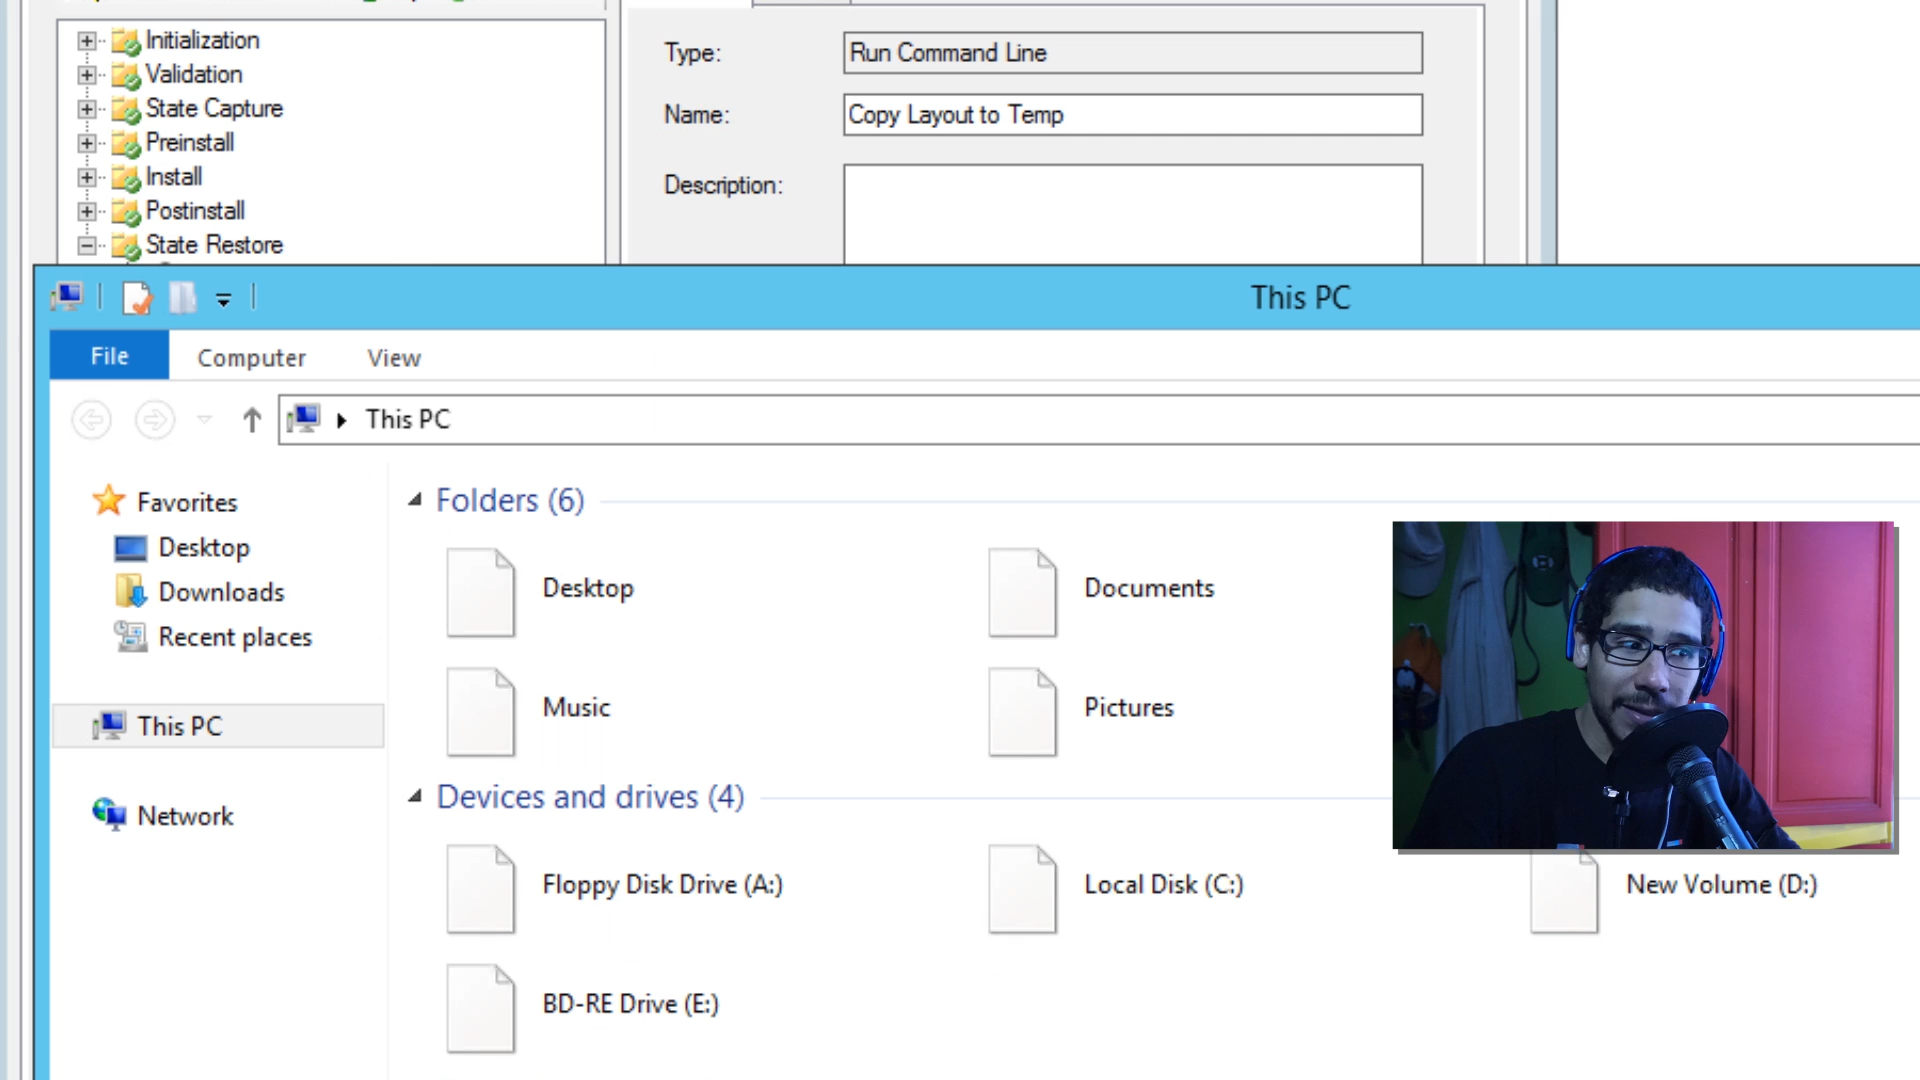 Initialization
Validation
State Capture
Preinstall
Install
Postinstall
State Restore
Type:
Run Command Line
Name:
Copy Layout to Temp
Description:
This PC
File
Computer
View
This PC
Favorites
Desktop
Downloads
Recent places
This PC
Network
Folders (6)
Desktop
Documents
Music
Pictures
Devices and drives (4)
Floppy Disk Drive (A:)
Local Disk (C:)
New Volume (D:)
BD-RE Drive (E:)